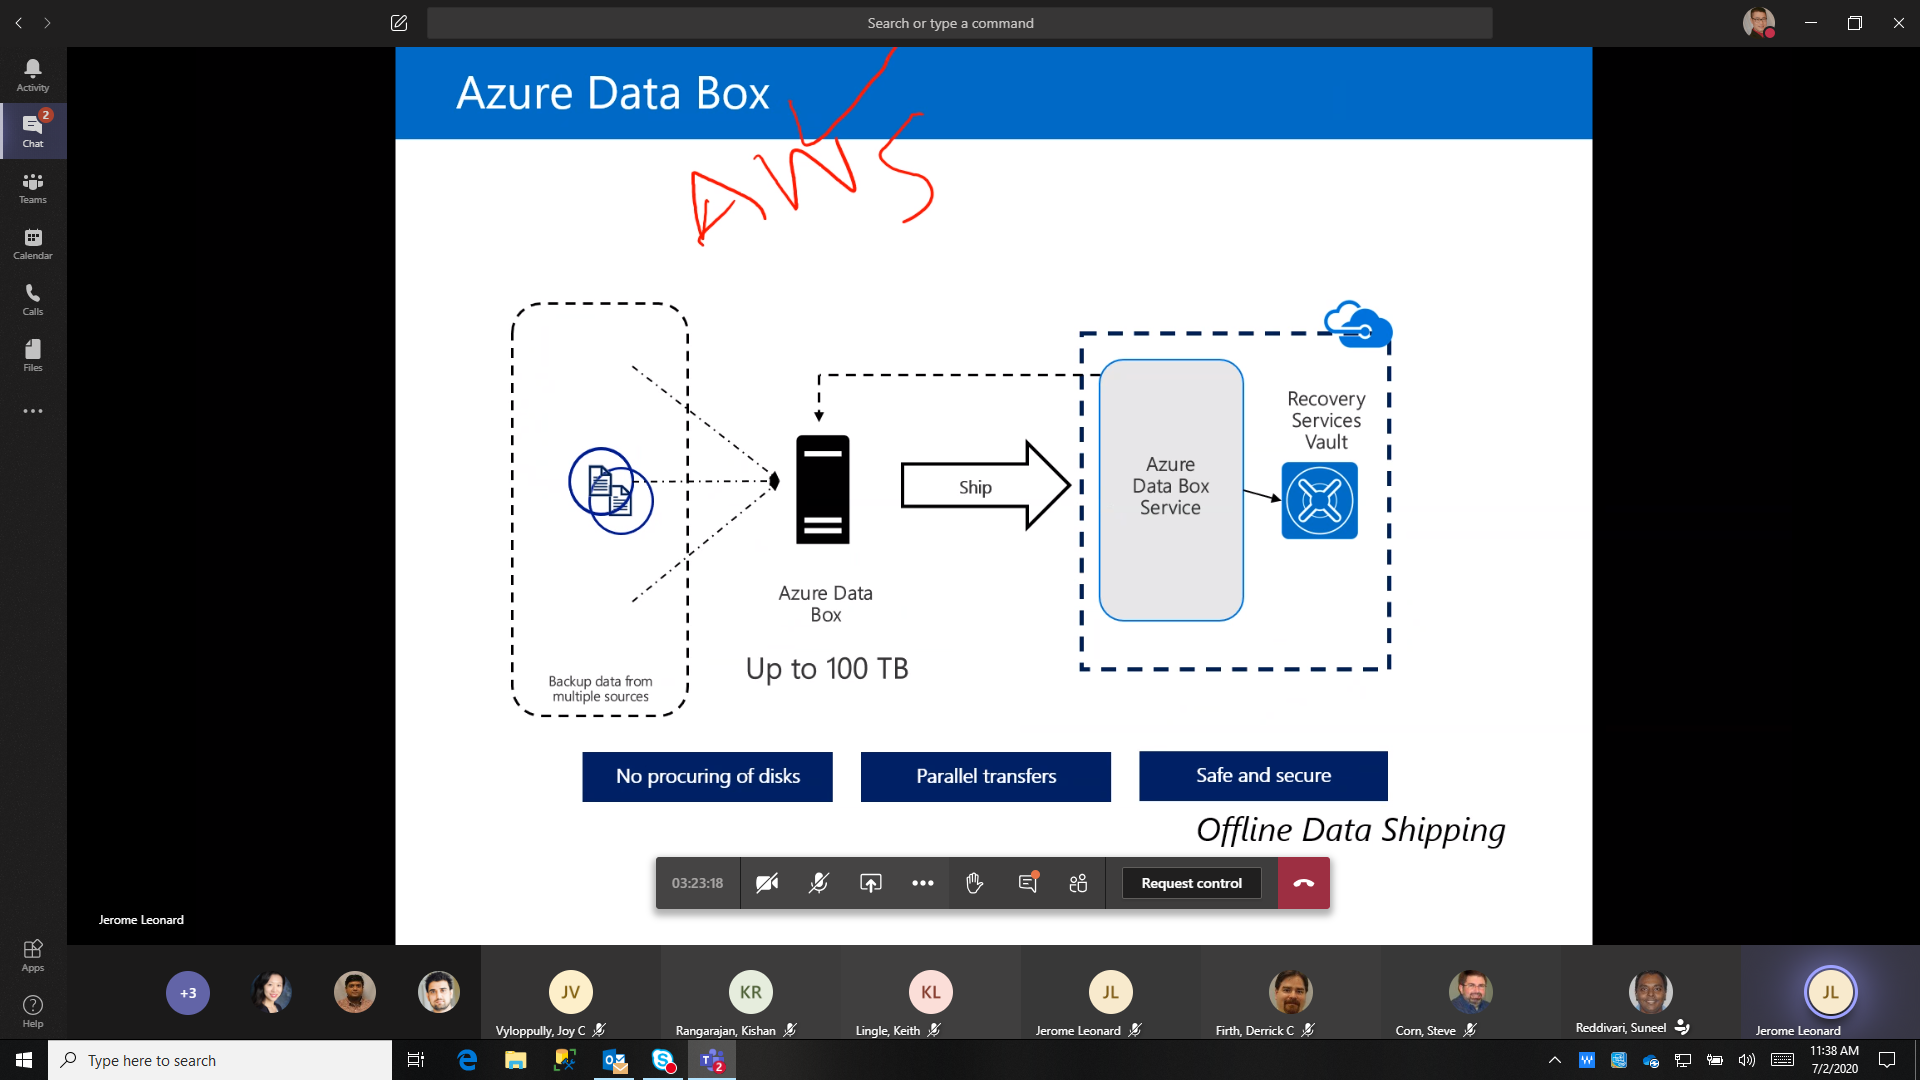 Search or type a command
Activity
2
Chat
Teams
Calendar
Calls
Files
Apps
Help
Azure Data Box
AWS
Backup data from
multiple sources
Azure Data
Box
Up to 100 TB
Ship
Azure
Data Box
Service
Recovery
Services
Vault
No procuring of disks
Parallel transfers
Safe and secure
Offline Data Shipping
03:23:18
Request control
Jerome Leonard
+3
JV
Vyloppully, Joy C
KR
Rangarajan, Kishan
KL
Lingle, Keith
JL
Jerome Leonard
Firth, Derrick C
Corn, Steve
Reddivari, Suneel
JL
Jerome Leonard
Type here to search
2
11:38 AM
7/2/2020